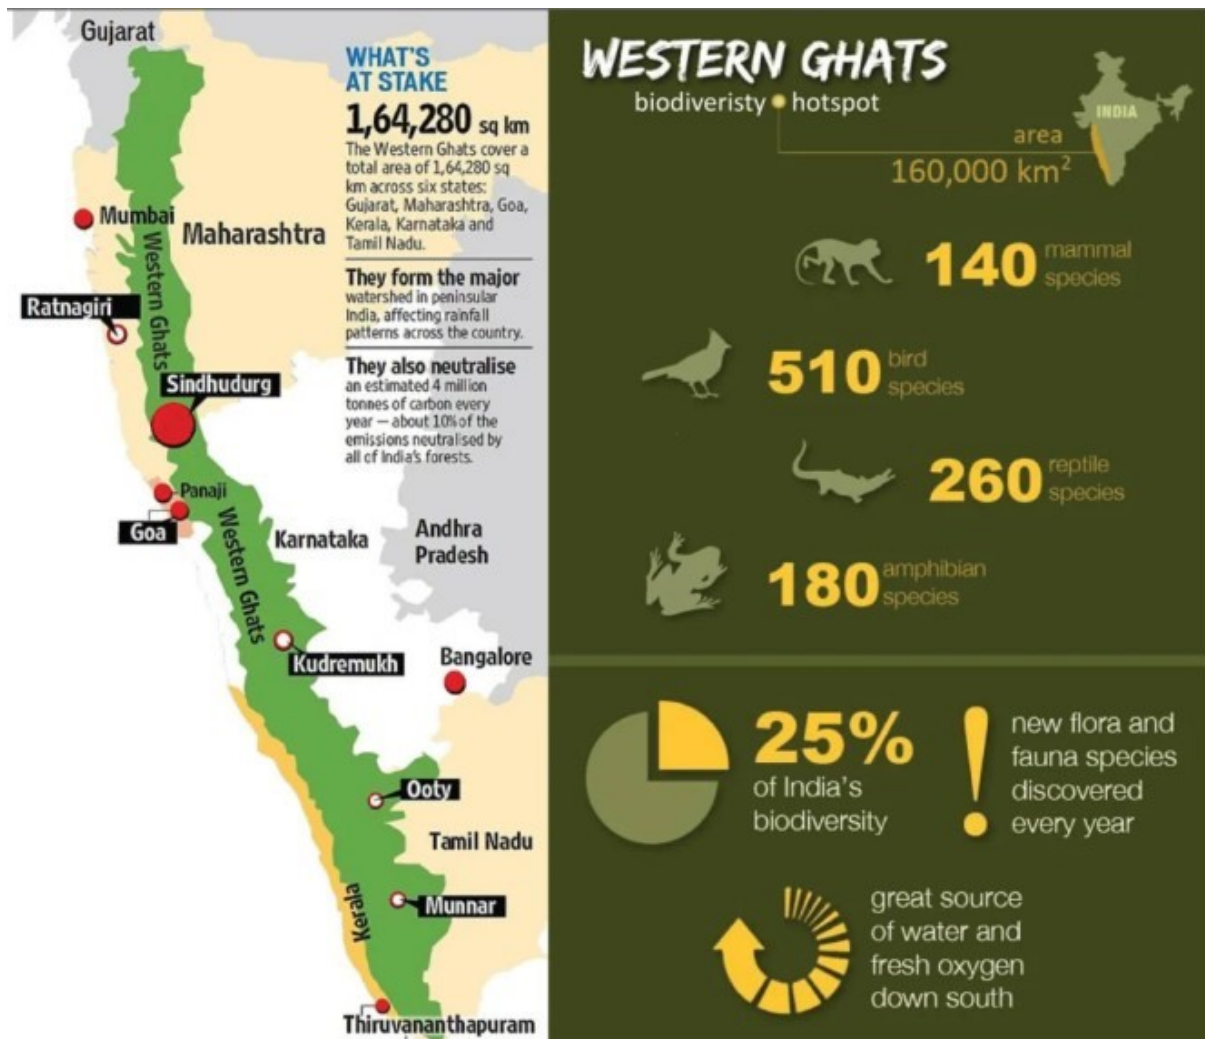 Gujarat
WHAT'S
AT STAKE
1,64,280 sq km
The Western Ghats cover a
total area of 1,64,280 sq
km across six states:
Gujarat, Maharashtra, Goa,
Kerala, Karnataka and
Tamil Nadu.
They form the major
watershed in peninsular
India, affecting rainfall
patterns across the country.
They also neutralise
an estimated 4 million
tonnes of carbon every
year — about 10% of the
emissions neutralised by
all of India's forests.
Mumbai
Maharashtra
Western Ghats
Ratnagiri
Sindhudurg
Panaji
Goa
Western Ghats
Karnataka
Andhra
Pradesh
Kudremukh
Bangalore
Ooty
Tamil Nadu
Kerala
Munnar
Thiruvananthapuram
WESTERN GHATS
biodiveristy hotspot
INDIA
area
160,000 km²
140 mammal
species
510 bird
species
260 reptile
species
180 amphibian
species
25%
of India's
biodiversity
new flora and
fauna species
discovered
every year
great source
of water and
fresh oxygen
down south